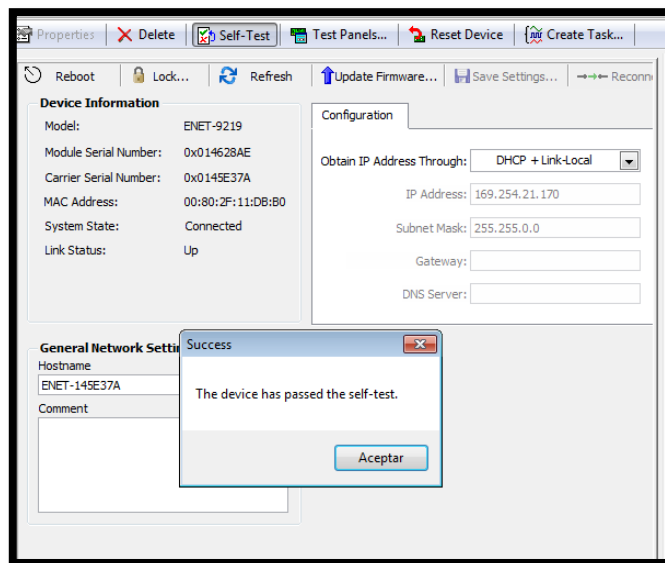 Properties Delete Self-Test Test Panels... Reset Device Create Task...
Reboot Lock... Refresh Update Firmware... Save Settings...
Device Information
Model: ENET-9219
Module Serial Number: 0x014628AE
Carrier Serial Number: 0x0145E37A
MAC Address: 00:80:2F:11:DB:B0
System State: Connected
Link Status: Up
Configuration
Obtain IP Address Through: DHCP + Link-Local
IP Address: 169.254.21.170
Subnet Mask: 255.255.0.0
Gateway:
DNS Server:
General Network
Hostname
ENET-145E37A
Comment
Success
The device has passed the self-test.
Aceptar